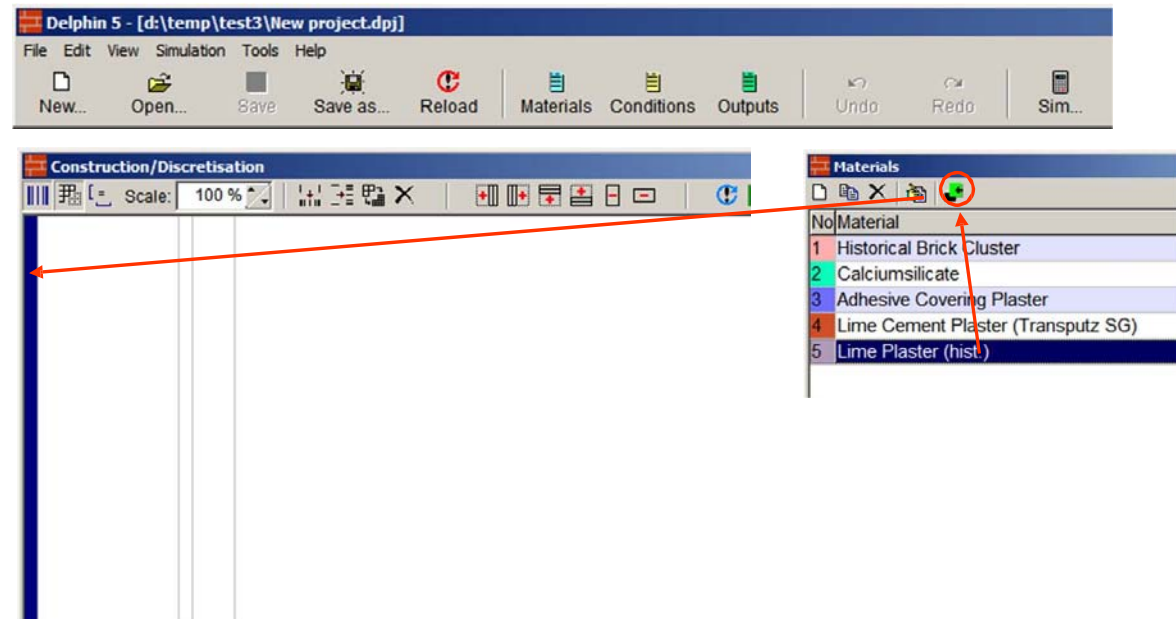 Delphin 5 - [d:\temp\test3\New project.dpj]
File Edit View Simulation Tools Help
New... Open... Save Save as... Reload Materials Conditions Outputs Undo Redo Sim...
Construction/Discretisation
Scale: 100 %
Materials
No Material
1 Historical Brick Cluster
2 Calciumsilicate
3 Adhesive Covering Plaster
4 Lime Cement Plaster (Transputz SG)
5 Lime Plaster (hist.)